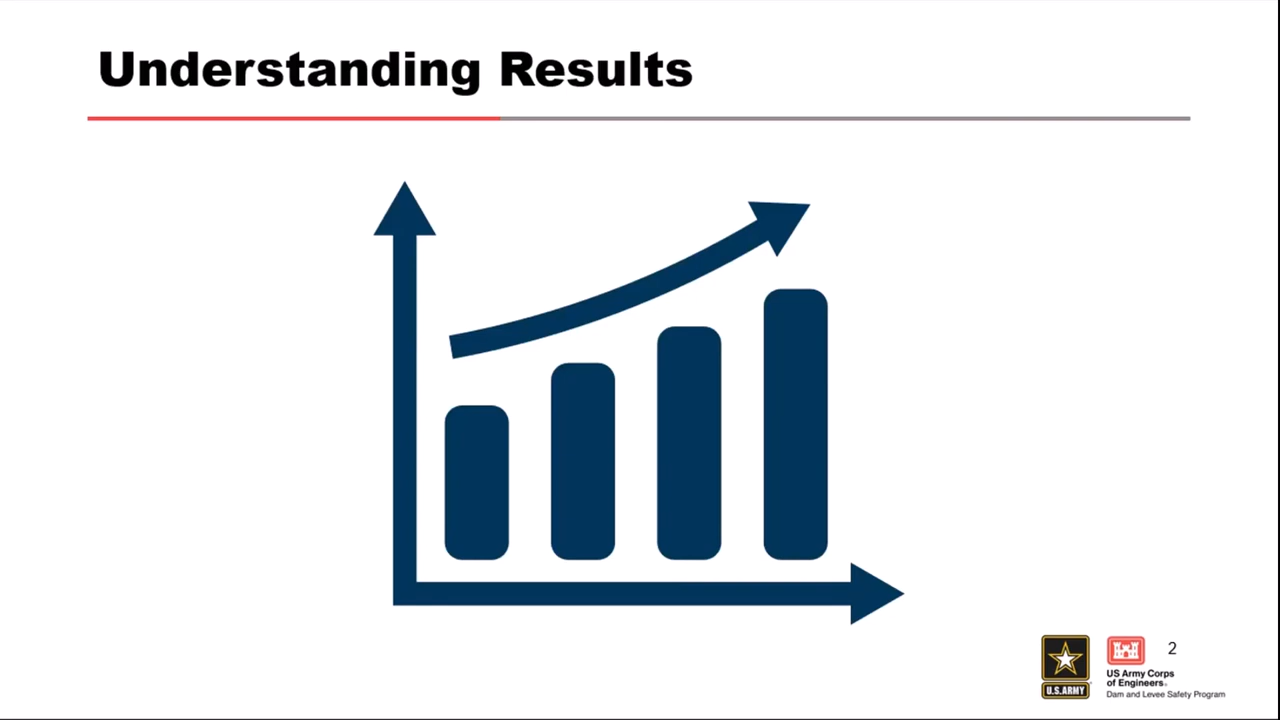 Understanding Results
2
U.S.ARMY
US Army Corps
of Engineers®
Dam and Levee Safety Program